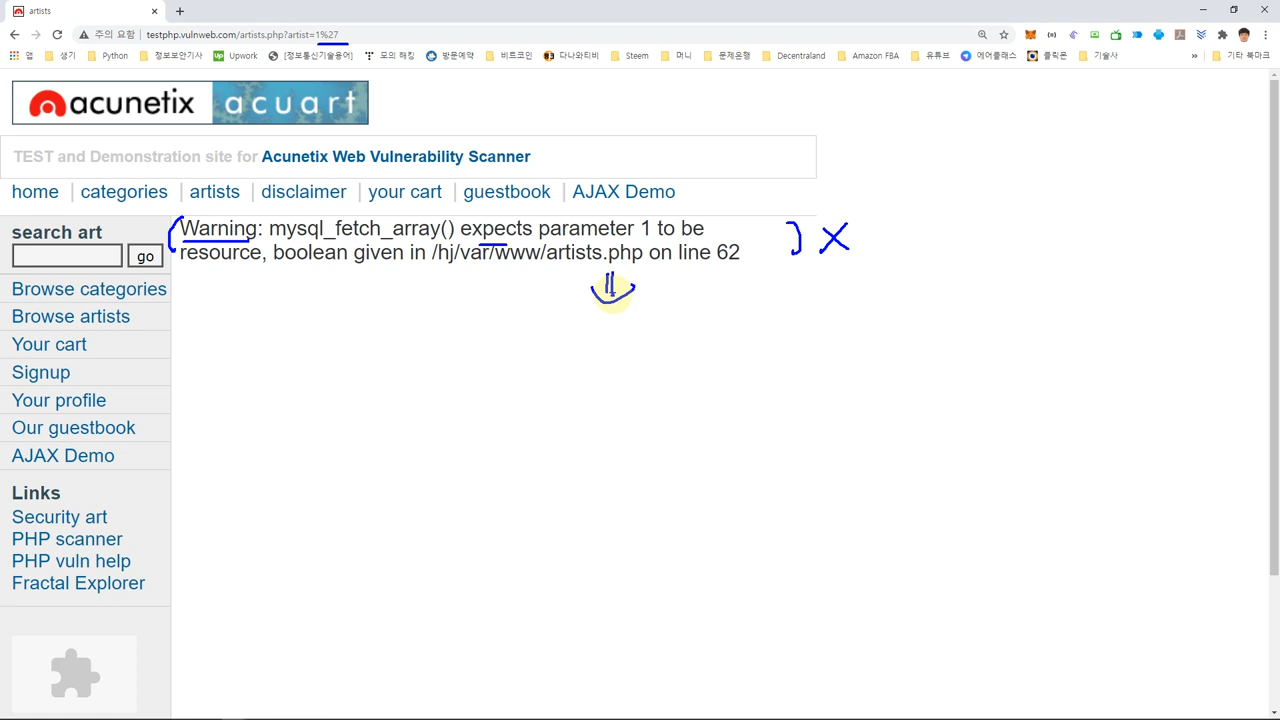 artists
주의 요함
testphp.vulnweb.com/artists.php?artist=1%27
앱
생기
Python
정보보안기사
Upwork
[정보통신기술용어]
모의 해킹
방문예약
비트코인
다나와티비
Steem
머니
문제은행
Decentraland
Amazon FBA
유튜브
에어클래스
클릭몬
기술사
»
기타 북마크
acunetix acuart
TEST and Demonstration site for Acunetix Web Vulnerability Scanner
home | categories | artists | disclaimer | your cart | guestbook | AJAX Demo
search art
go
Browse categories
Browse artists
Your cart
Signup
Your profile
Our guestbook
AJAX Demo
Links
Security art
PHP scanner
PHP vuln help
Fractal Explorer
Warning: mysql_fetch_array() expects parameter 1 to be
resource, boolean given in /hj/var/www/artists.php on line 62
X